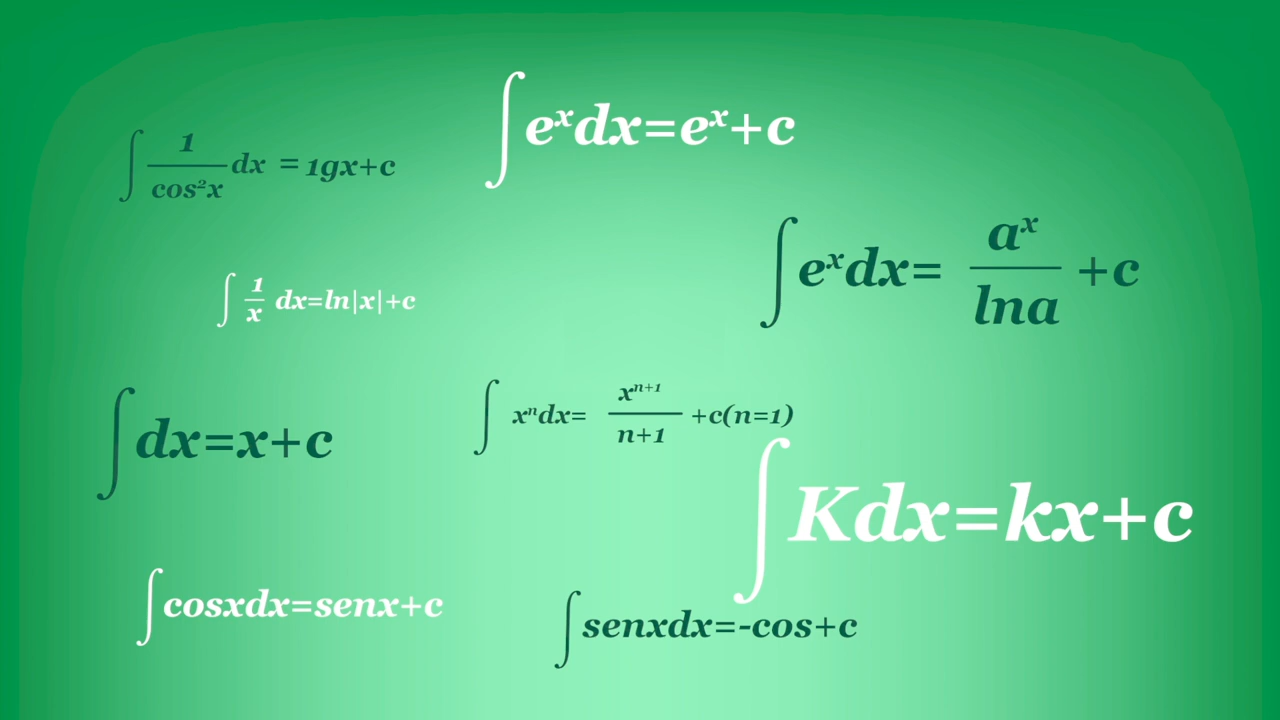 ∫eˣdx=eˣ+c
∫ 1/cos²x dx = 1gx+c
∫eˣdx= aˣ/lna +c
∫ 1/x dx=ln|x|+c
∫dx=x+c
∫ xⁿdx= xⁿ⁺¹/n+1 +c(n=1)
∫Kdx=kx+c
∫cosxdx=senx+c
∫senxdx=-cos+c